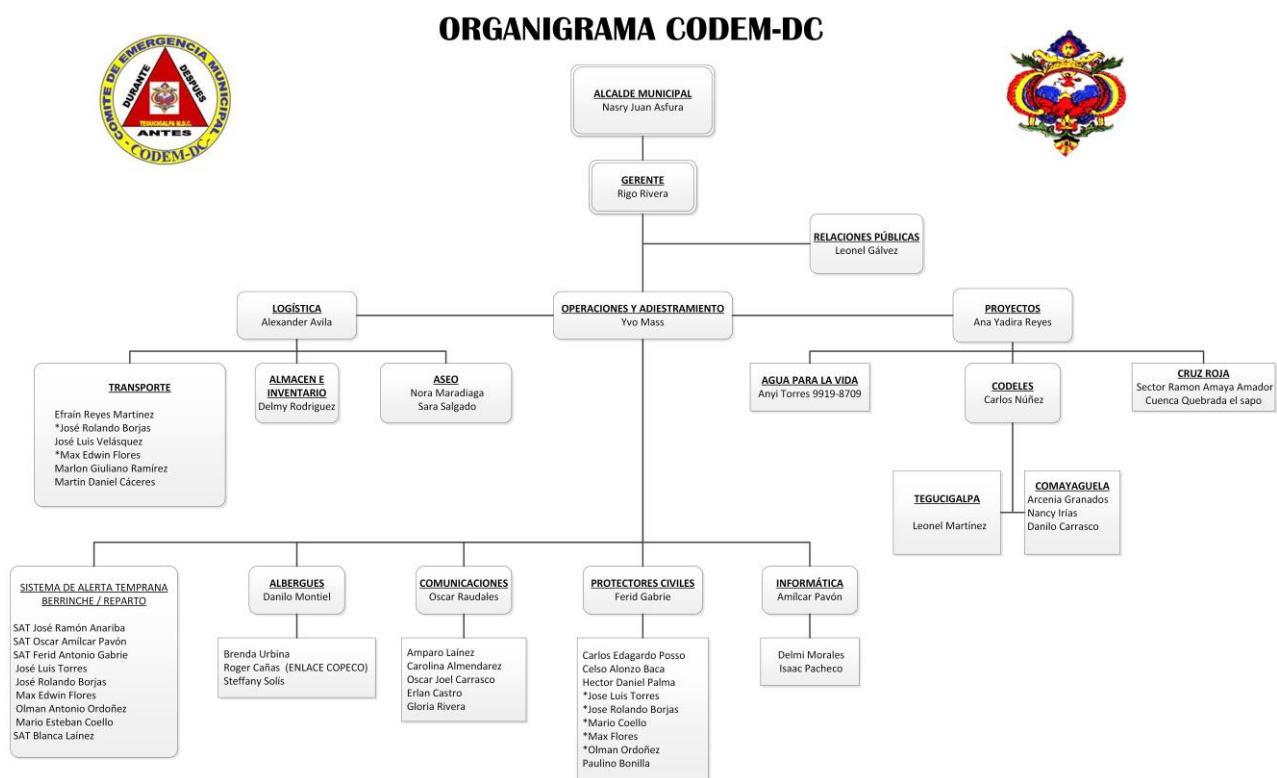 ORGANIGRAMA CODEM-DC
COMITE DE EMERGENCIA MUNICIPAL
DURANTE
DESPUES
TEGUCIGALPA M.D.C.
ANTES
- CODEM-DC -
ALCALDE MUNICIPAL
Nasry Juan Asfura
GERENTE
Rigo Rivera
RELACIONES PÚBLICAS
Leonel Gálvez
LOGÍSTICA
Alexander Avila
OPERACIONES Y ADIESTRAMIENTO
Yvo Mass
PROYECTOS
Ana Yadira Reyes
TRANSPORTE
Efraín Reyes Martinez
*José Rolando Borjas
José Luis Velásquez
*Max Edwin Flores
Marlon Giuliano Ramírez
Martin Daniel Cáceres
ALMACEN E
INVENTARIO
Delmy Rodriguez
ASEO
Nora Maradiaga
Sara Salgado
AGUA PARA LA VIDA
Anyi Torres 9919-8709
CODELES
Carlos Núñez
CRUZ ROJA
Sector Ramon Amaya Amador
Cuenca Quebrada el sapo
TEGUCIGALPA
Leonel Martínez
COMAYAGUELA
Arcenia Granados
Nancy Irías
Danilo Carrasco
SISTEMA DE ALERTA TEMPRANA
BERRINCHE / REPARTO
SAT José Ramón Anariba
SAT Oscar Amílcar Pavón
SAT Ferid Antonio Gabrie
José Luis Torres
José Rolando Borjas
Max Edwin Flores
Olman Antonio Ordoñez
Mario Esteban Coello
SAT Blanca Laínez
ALBERGUES
Danilo Montiel
Brenda Urbina
Roger Cañas (ENLACE COPECO)
Steffany Solís
COMUNICACIONES
Oscar Raudales
Amparo Laínez
Carolina Almendarez
Oscar Joel Carrasco
Erlan Castro
Gloria Rivera
PROTECTORES CIVILES
Ferid Gabrie
Carlos Edagardo Posso
Celso Alonzo Baca
Hector Daniel Palma
*Jose Luis Torres
*Jose Rolando Borjas
*Mario Coello
*Max Flores
*Olman Ordoñez
Paulino Bonilla
INFORMÁTICA
Amílcar Pavón
Delmi Morales
Isaac Pacheco